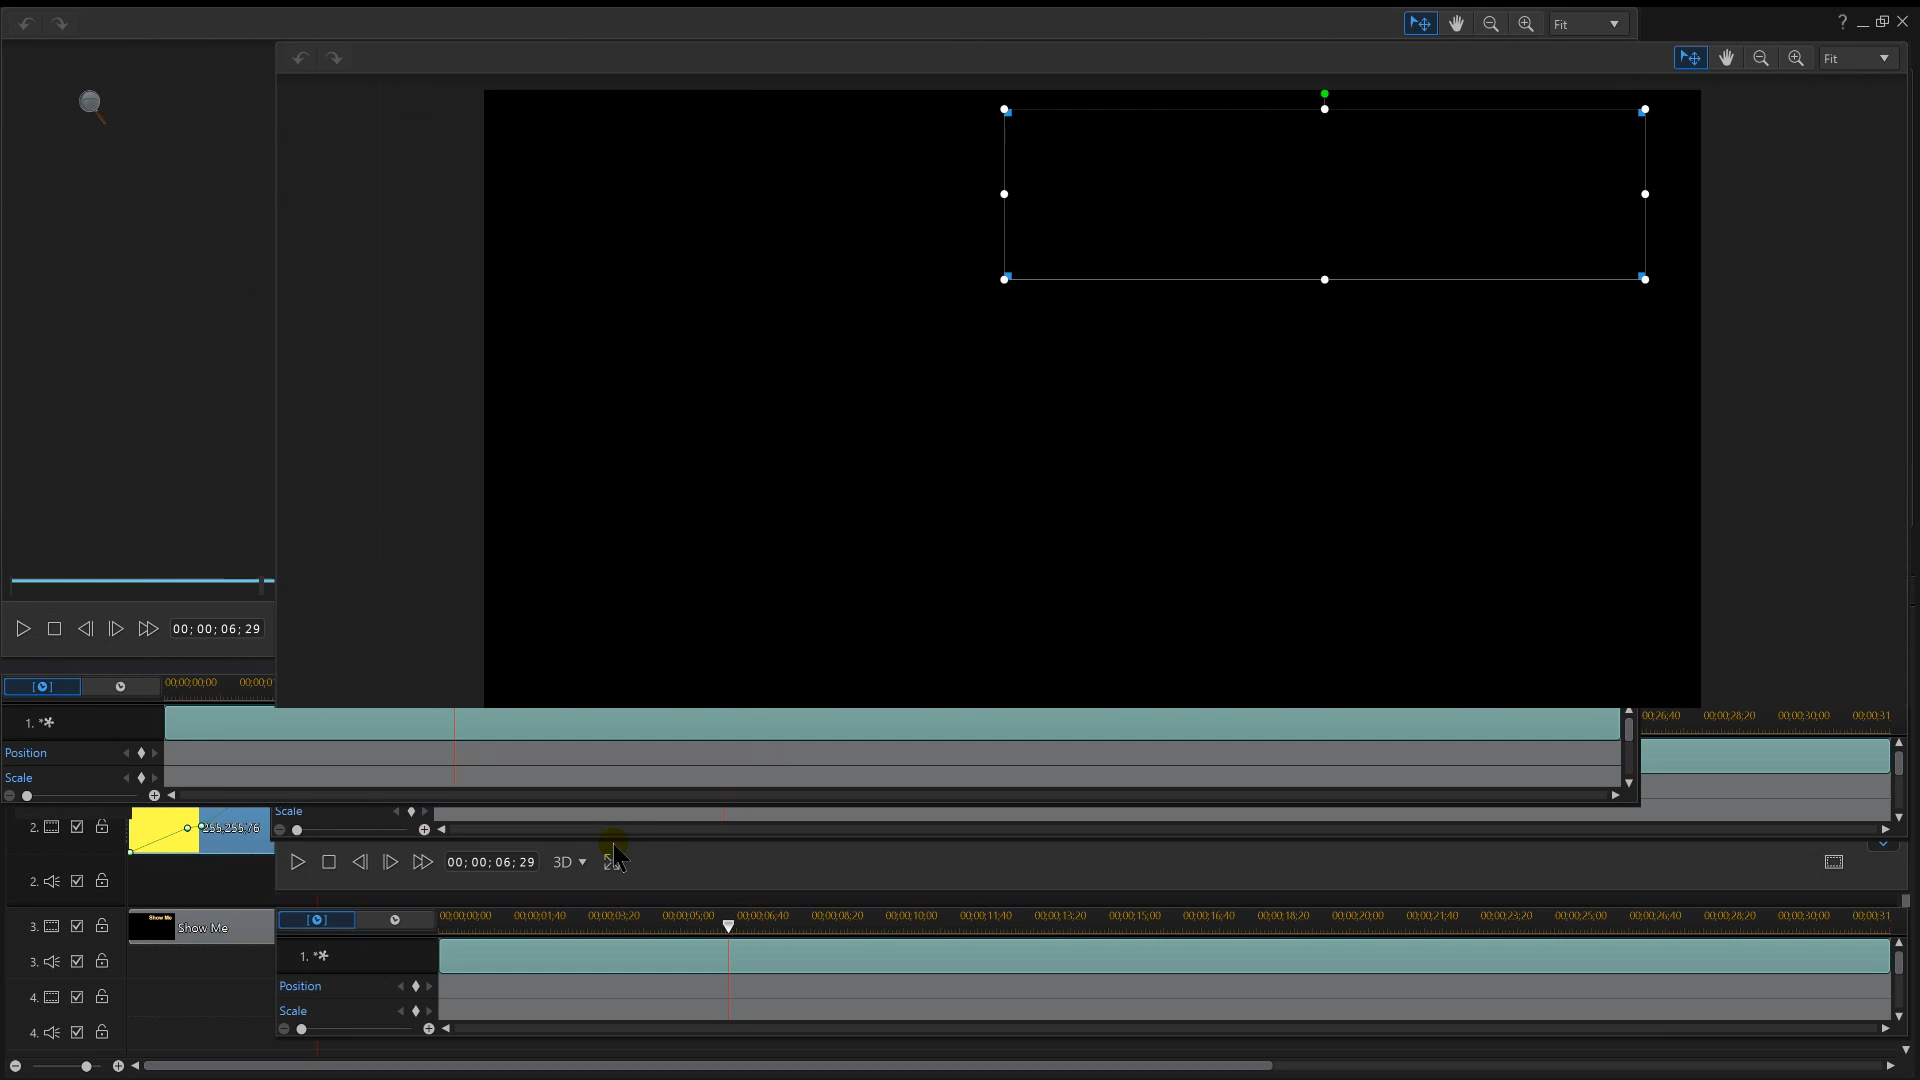 Fit
?
Fit
00; 00; 06; 29
00;00;00;00 00;00;0
1.
00;26;40 00;00;28;20 00;00;30;00 00;00;31
Position
Scale
2. 255,255,76
Scale
00; 00; 06; 29 3D
2.
3. Show Me Show Me
00;00;00;00 00;00;01;40 00;00;03;20 00;00;05;00 00;00;06;40 00;00;08;20 00;00;10;00 00;00;11;40 00;00;13;20 00;00;15;00 00;00;16;40 00;00;18;20 00;00;20;00 00;00;21;40 00;00;23;20 00;00;25;00 00;00;26;40 00;00;28;20 00;00;30;00 00;00;31
3. 1.
4. Position
Scale
4.